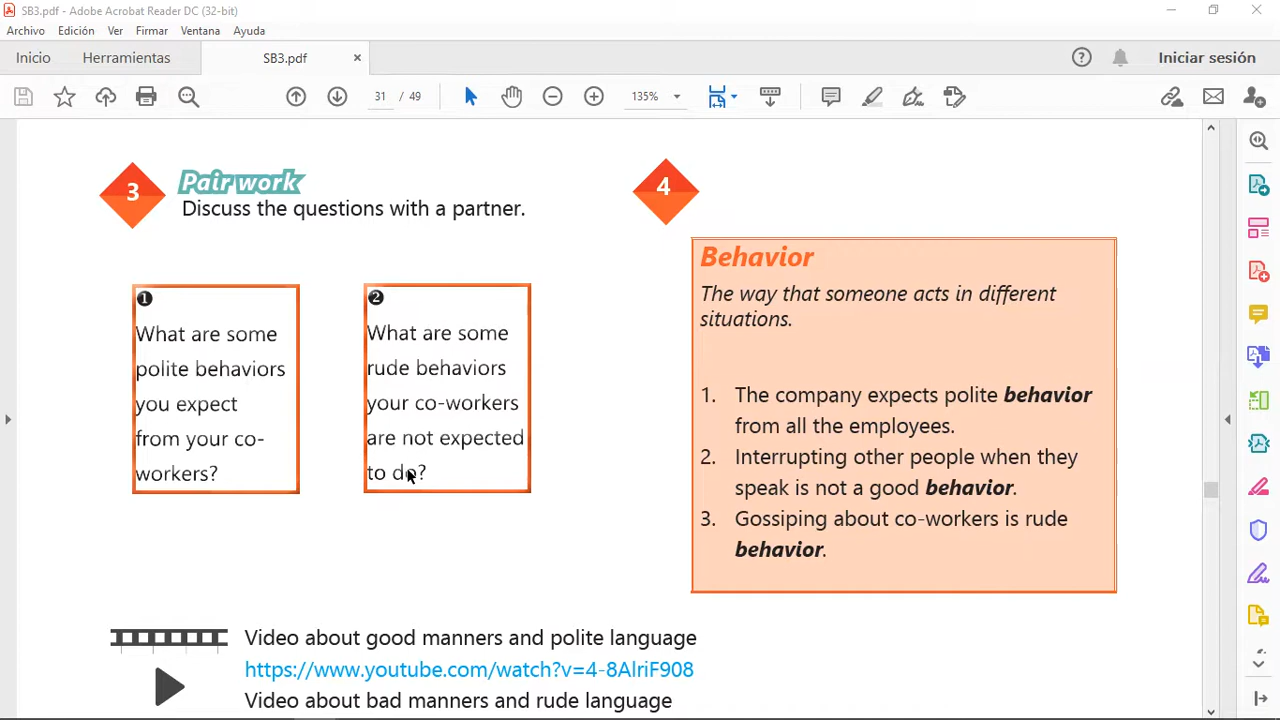 SB3.pdf - Adobe Acrobat Reader DC (32-bit)
Archivo Edición Ver Firmar Ventana Ayuda
Inicio Herramientas SB3.pdf × Iniciar sesión
31 / 49 135%
3
Pair work
Discuss the questions with a partner.
❶
What are some
polite behaviors
you expect
from your co-
workers?
❷
What are some
rude behaviors
your co-workers
are not expected
to do?
4
Behavior
The way that someone acts in different
situations.
1. The company expects polite behavior
from all the employees.
2. Interrupting other people when they
speak is not a good behavior.
3. Gossiping about co-workers is rude
behavior.
Video about good manners and polite language
https://www.youtube.com/watch?v=4-8AlriF908
Video about bad manners and rude language